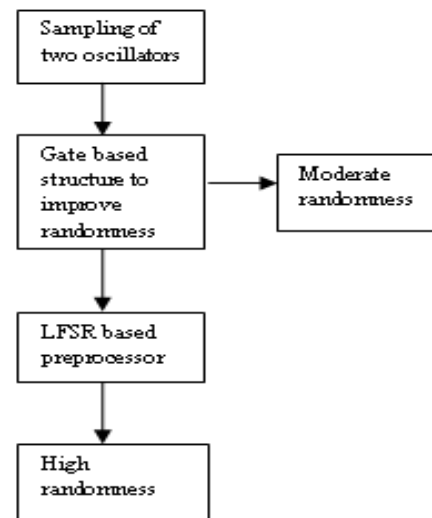 Sampling of
two oscillators
Gate based
structure to
improve
randomness
Moderate
randomness
LFSR based
preprocessor
High
randomness